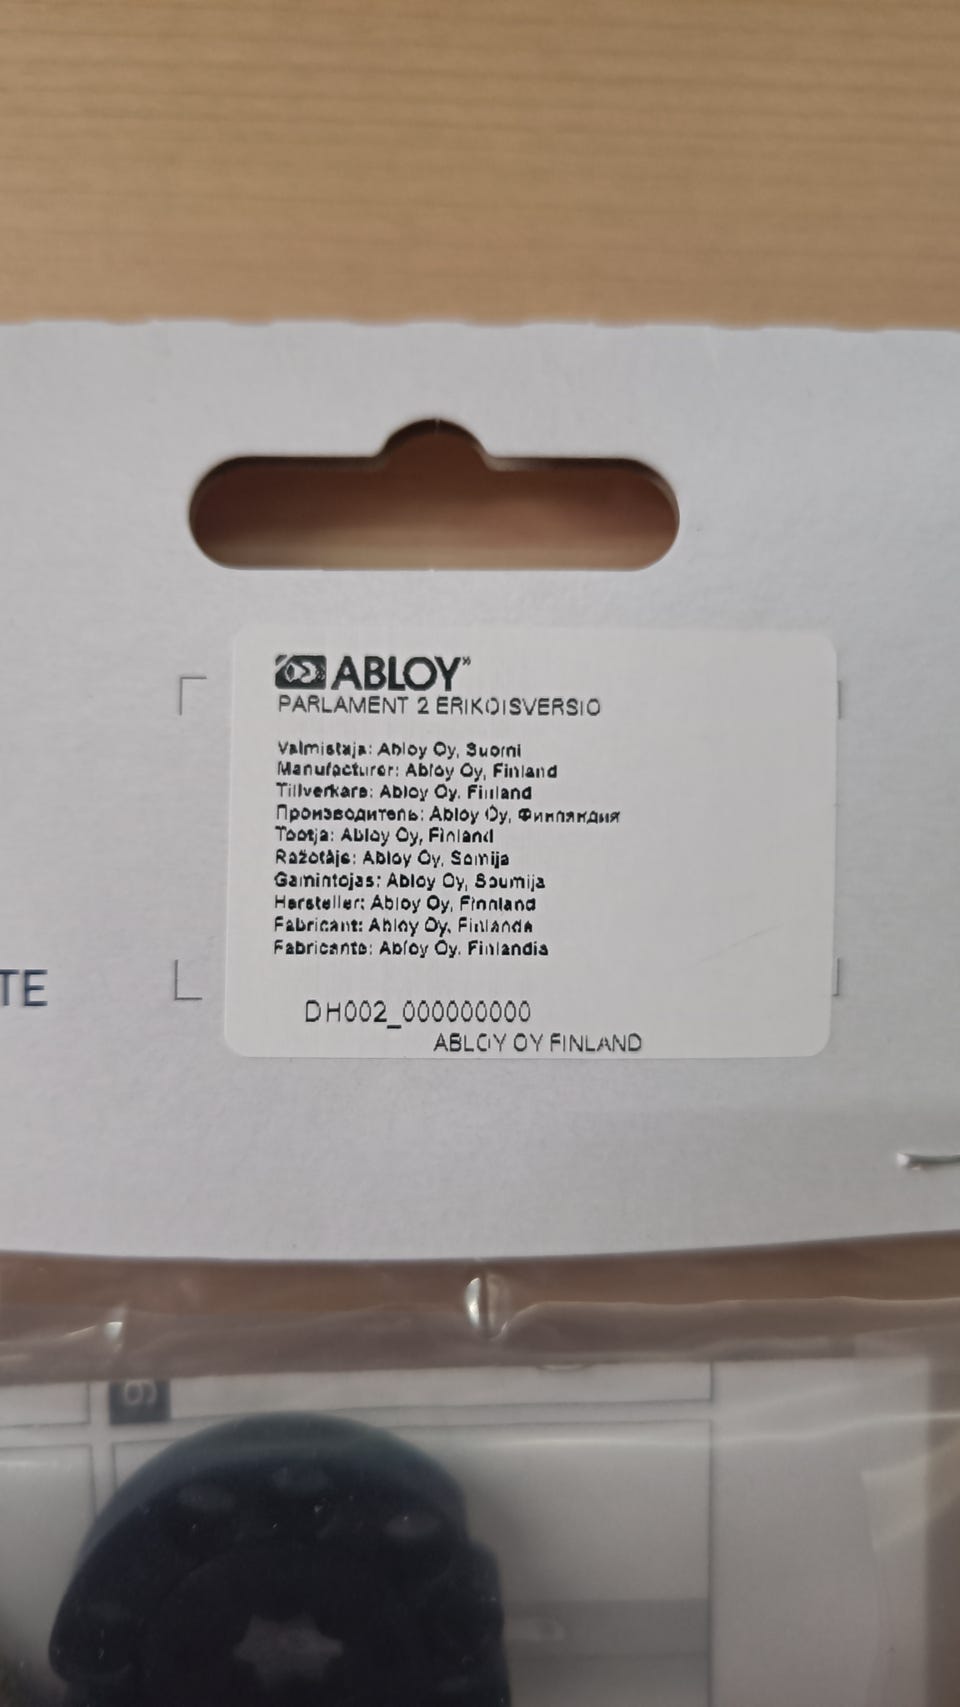 ABLOY
PARLAMENT 2 ERIKOISVERSIO
Valmistaja: Abloy Oy, Suomi
Manufacturer: Abloy Oy, Finland
Tillverkare: Abloy Oy. Finland
Производитель: Abloy Oy, Финляндия
Tootja: Abloy Oy, Finland
Ražotājs: Abloy Oy, Somija
Gamintojas: Abloy Oy, Soumija
Hersteller: Abloy Oy, Finnland
Fabricant: Abloy Oy, Finlande
Fabricante: Abloy Oy. Finlandia
TE
DH002_000000000
ABLOY OY FINLAND